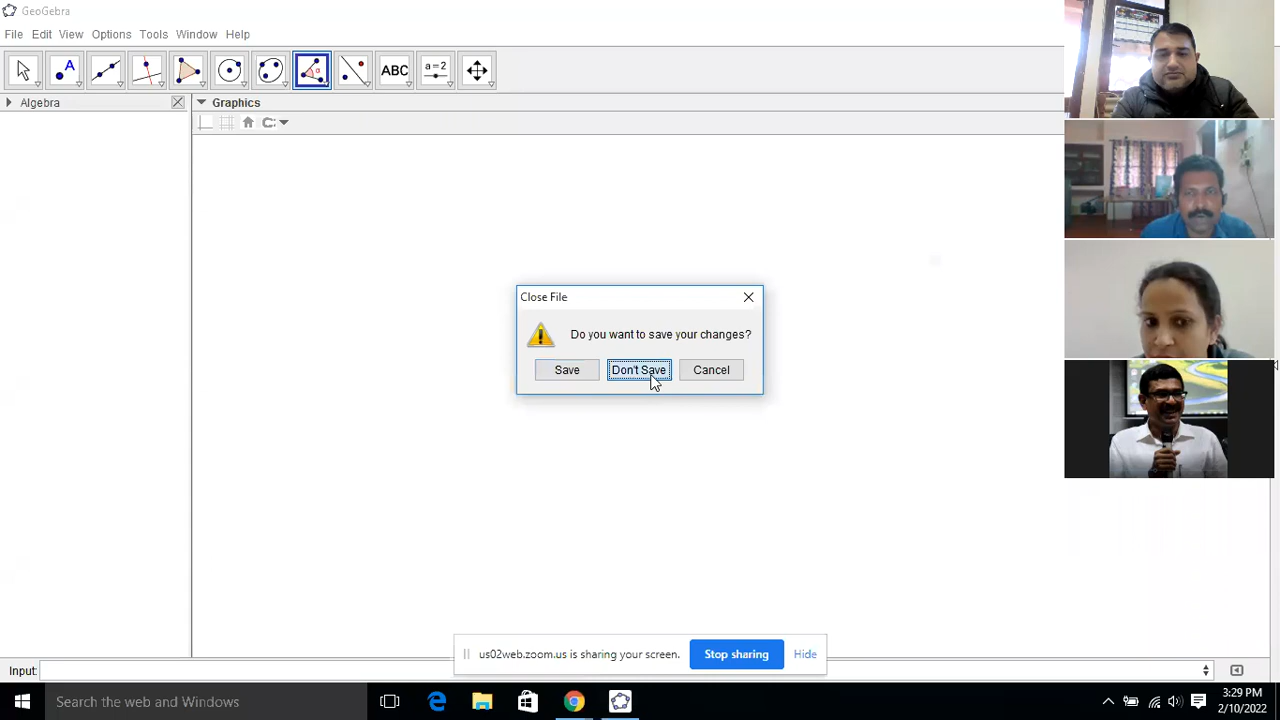 GeoGebra
File Edit View Options Tools Window Help
ABC a=2
Algebra
Graphics
Close File
Do you want to save your changes?
Save Don't Save Cancel
us02web.zoom.us is sharing your screen. Stop sharing Hide
Input:
Search the web and Windows
3:29 PM
2/10/2022